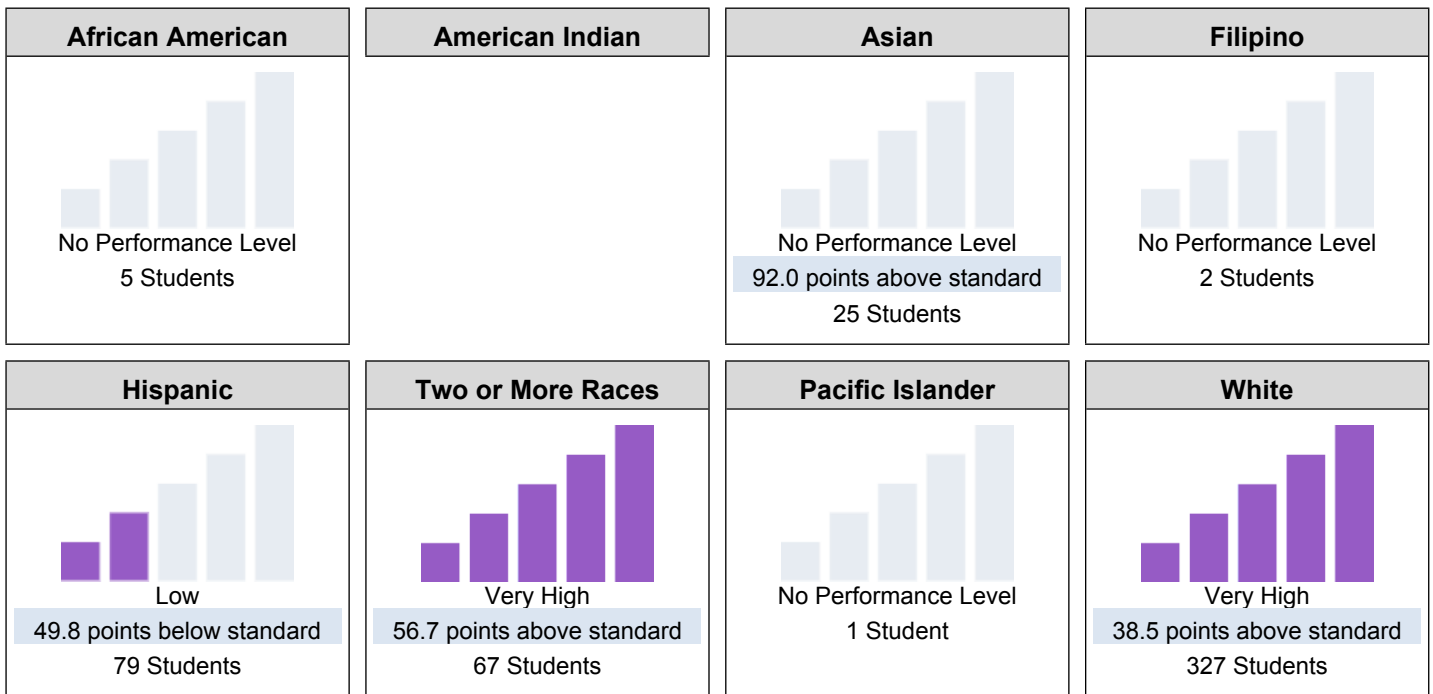 African American
No Performance Level
5 Students
American Indian
Asian
No Performance Level
92.0 points above standard
25 Students
Filipino
No Performance Level
2 Students
Hispanic
Low
49.8 points below standard
79 Students
Two or More Races
Very High
56.7 points above standard
67 Students
Pacific Islander
No Performance Level
1 Student
White
Very High
38.5 points above standard
327 Students